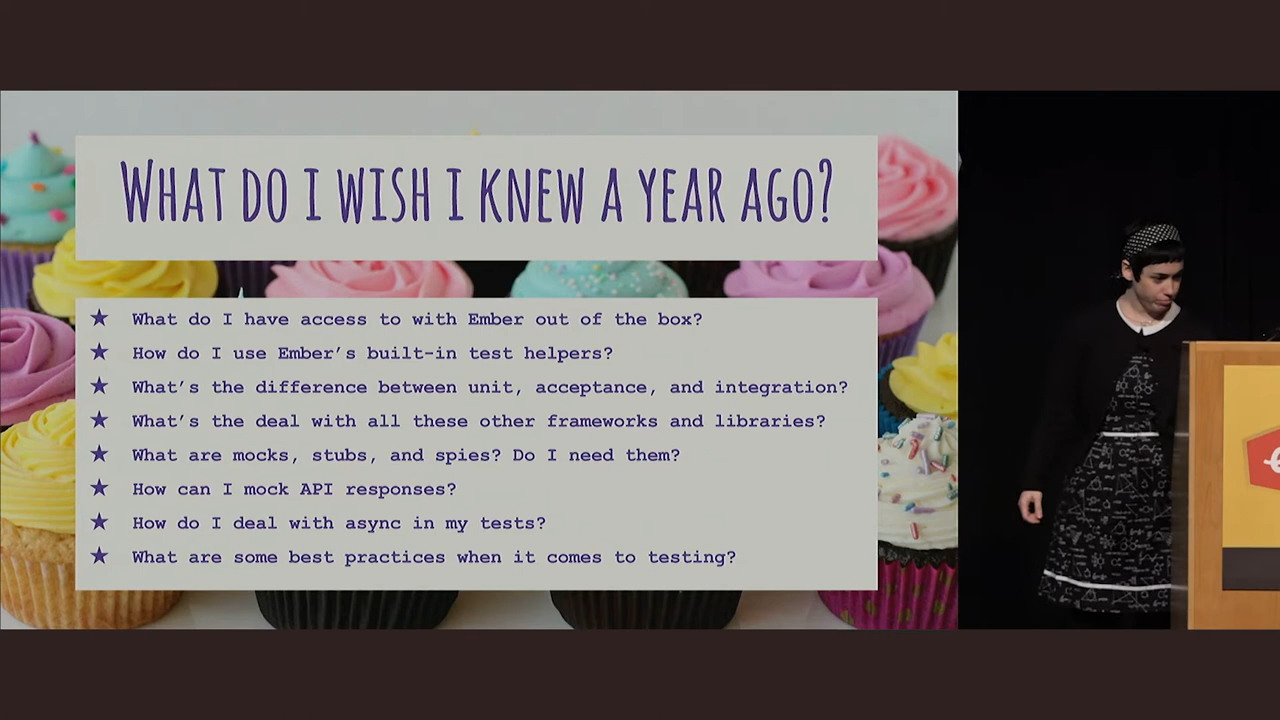 What do I wish I knew a year ago?
★ What do I have access to with Ember out of the box?
★ How do I use Ember's built-in test helpers?
★ What's the difference between unit, acceptance, and integration?
★ What's the deal with all these other frameworks and libraries?
★ What are mocks, stubs, and spies? Do I need them?
★ How can I mock API responses?
★ How do I deal with async in my tests?
★ What are some best practices when it comes to testing?